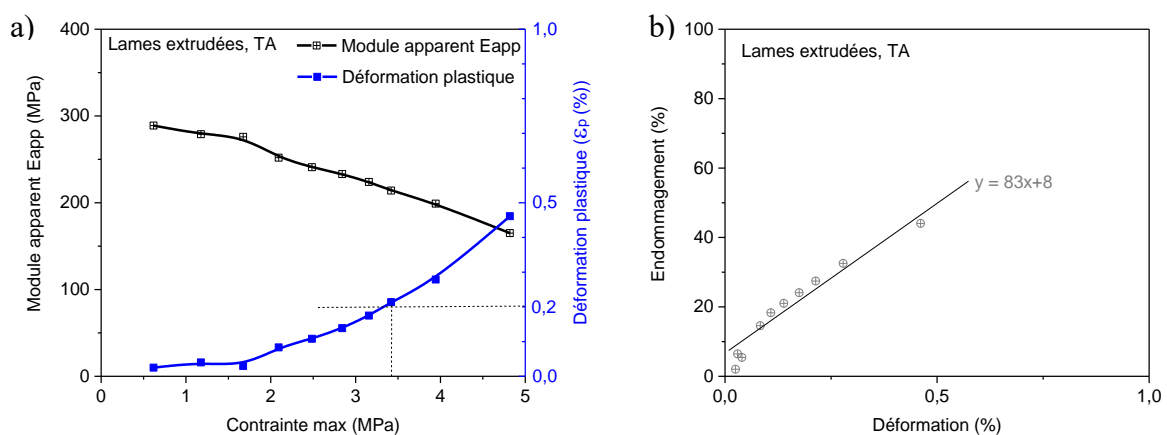 a)
Lames extrudées, TA
Module apparent Eapp
Déformation plastique
Module apparent Eapp (MPa)
400
300
200
100
0
0
1
2
3
4
5
Contrainte max (MPa)
1,0
0,5
0,2
0,0
Déformation plastique (εp (%))
b)
Lames extrudées, TA
Endommagement (%)
100
80
60
40
20
0
y = 83x+8
0,0
0,5
1,0
Déformation (%)